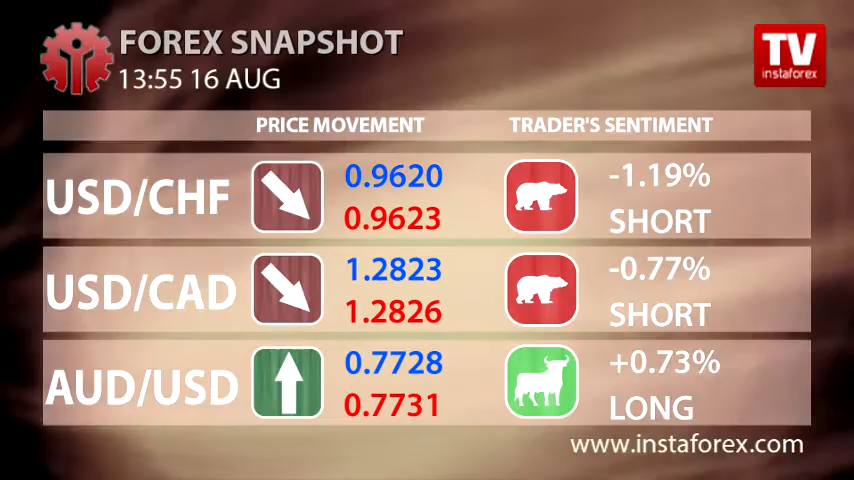 FOREX SNAPSHOT
13:55 16 AUG
TV
instaforex
PRICE MOVEMENT TRADER'S SENTIMENT
USD/CHF 0.9620 -1.19%
0.9623 SHORT
USD/CAD 1.2823 -0.77%
1.2826 SHORT
AUD/USD 0.7728 +0.73%
0.7731 LONG
www.instaforex.com